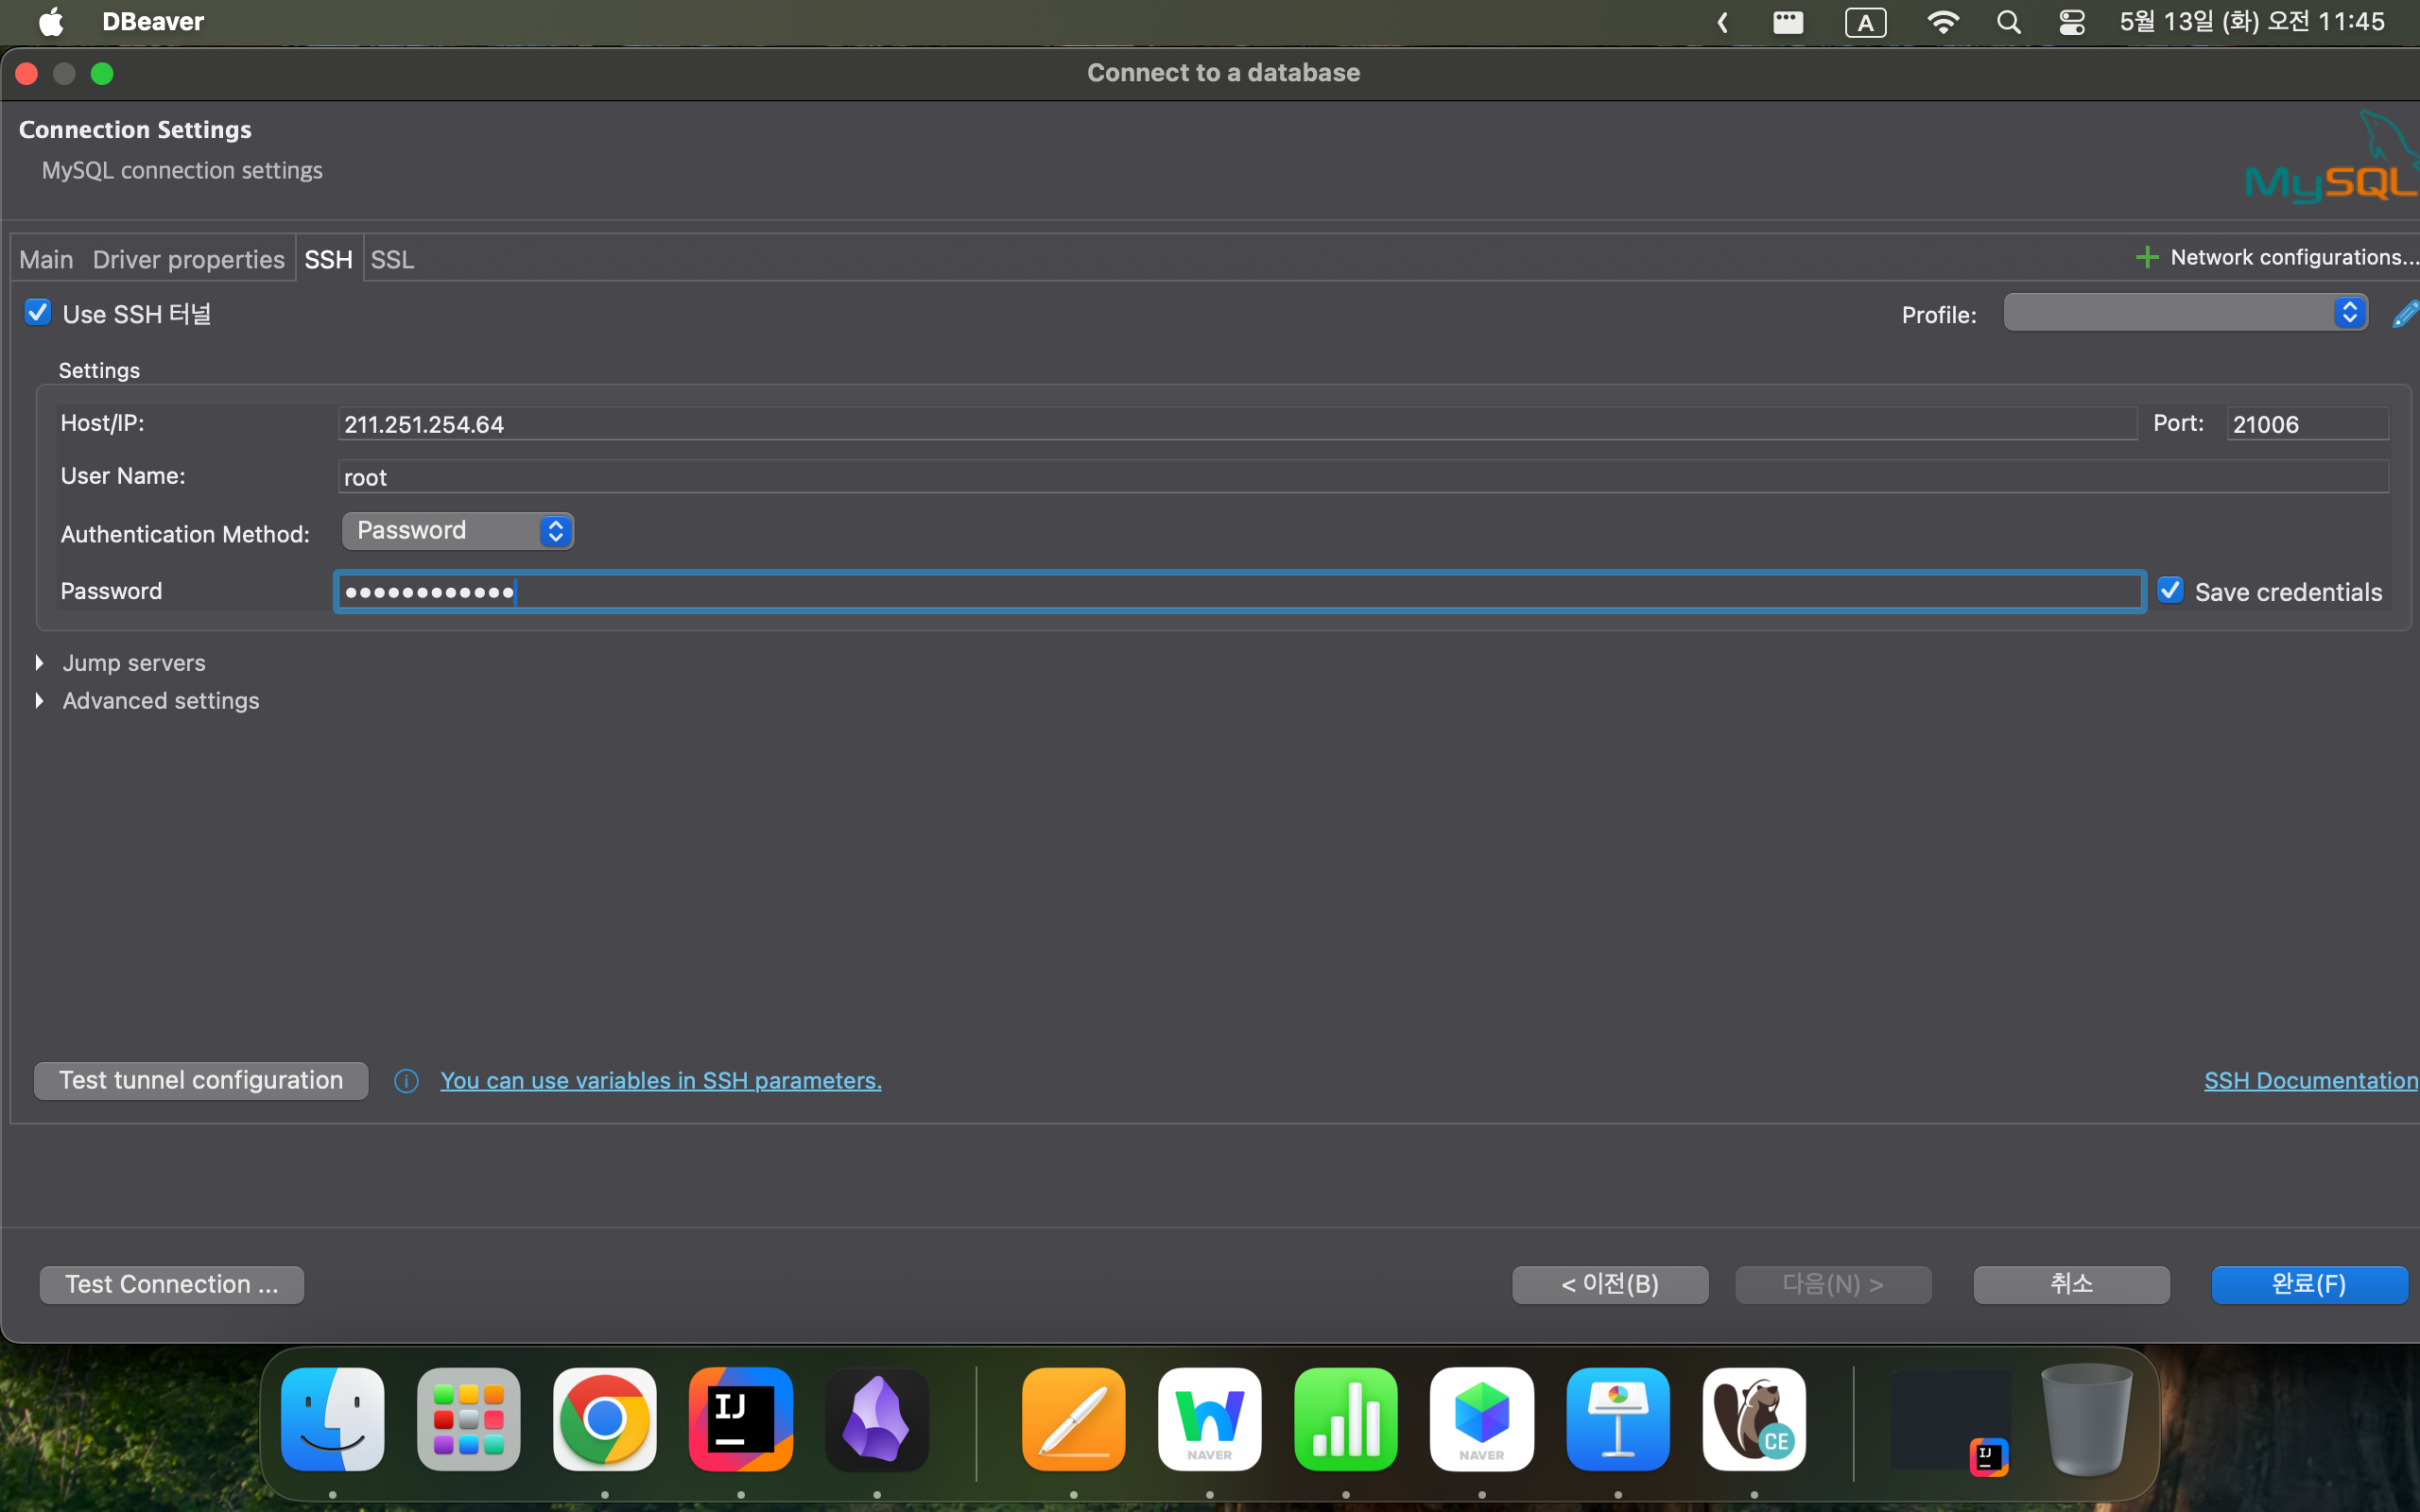 DBeaver
A
5월 13일 (화) 오전 11:45
Connect to a database
Connection Settings
MySQL connection settings
MySQL
Main Driver properties SSH SSL
Network configurations...
Use SSH 터널
Profile:
Settings
Host/IP: 211.251.254.64 Port: 21006
User Name: root
Authentication Method: Password
Password ●●●●●●●●●●●● Save credentials
Jump servers
Advanced settings
Test tunnel configuration
You can use variables in SSH parameters.
SSH Documentation
Test Connection ...
< 이전(B)
다음(N) >
취소
완료(F)
IJ
NAVER
NAVER
CE
IJ